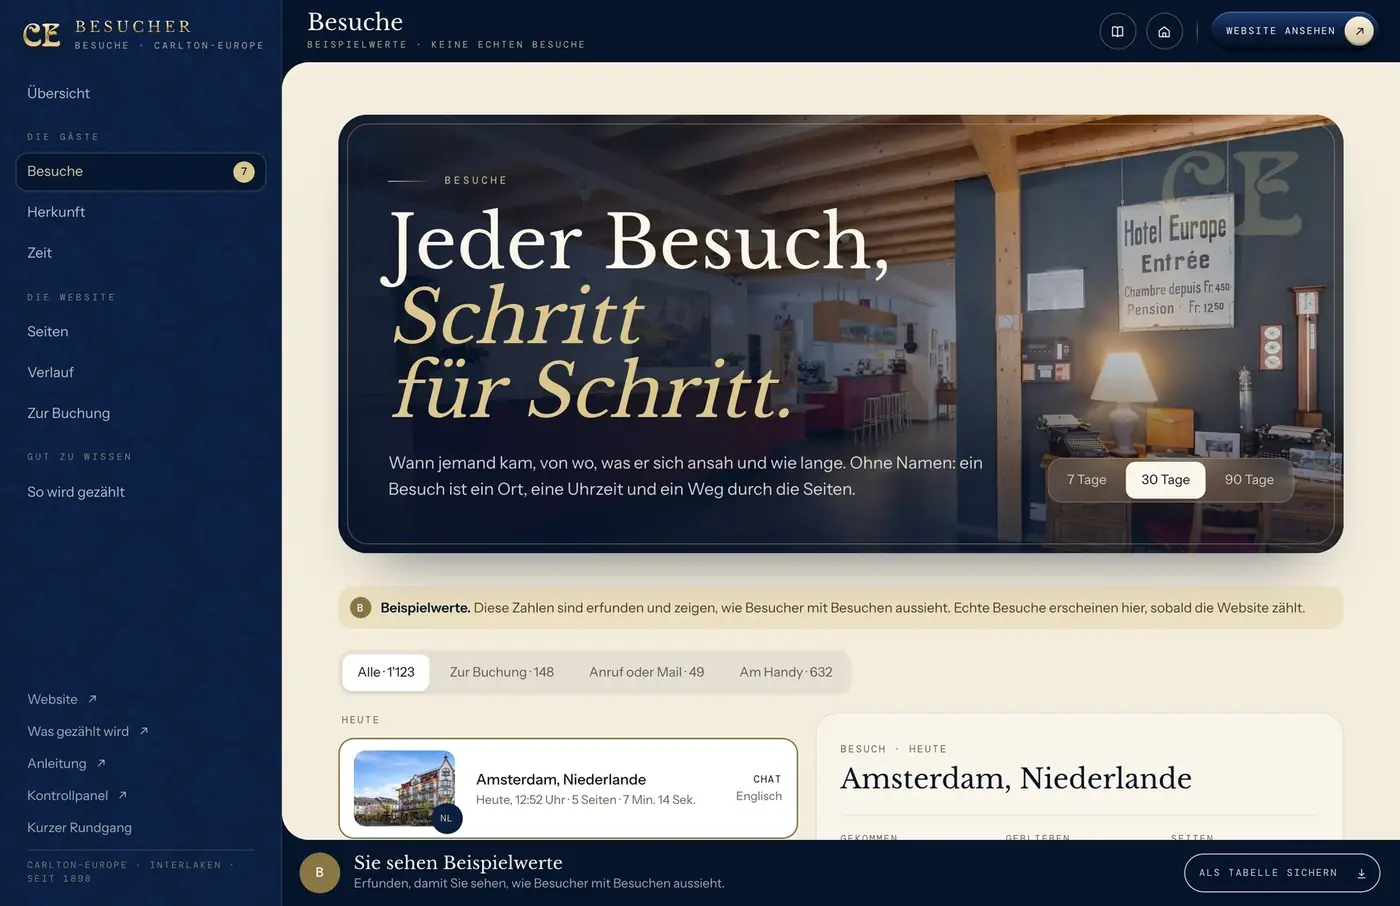 CE
BESUCHER
BESUCHE · CARLTON-EUROPE
Übersicht
DIE GÄSTE
Besuche
7
Herkunft
Zeit
DIE WEBSITE
Seiten
Verlauf
Zur Buchung
GUT ZU WISSEN
So wird gezählt
Website
Was gezählt wird
Anleitung
Kontrollpanel
Kurzer Rundgang
CARLTON-EUROPE · INTERLAKEN ·
SEIT 1898
Besuche
BEISPIELWERTE · KEINE ECHTEN BESUCHE
WEBSITE ANSEHEN
BESUCHE
Jeder Besuch,
Schritt
für Schritt.
Wann jemand kam, von wo, was er sich ansah und wie lange. Ohne Namen: ein
Besuch ist ein Ort, eine Uhrzeit und ein Weg durch die Seiten.
CE
Hotel Europe
Entrée
Chambre depuis Fr. 4.50
Pension · Fr. 12.50
7 Tage
30 Tage
90 Tage
B
Beispielwerte. Diese Zahlen sind erfunden und zeigen, wie Besucher mit Besuchen aussieht. Echte Besuche erscheinen hier, sobald die Website zählt.
Alle · 1'123
Zur Buchung · 148
Anruf oder Mail · 49
Am Handy · 632
HEUTE
NL
Amsterdam, Niederlande
Heute, 12:52 Uhr · 5 Seiten · 7 Min. 14 Sek.
CHAT
Englisch
BESUCH · HEUTE
Amsterdam, Niederlande
GEKOMMEN
GEBLIEBEN
SEITEN
B
Sie sehen Beispielwerte
Erfunden, damit Sie sehen, wie Besucher mit Besuchen aussieht.
ALS TABELLE SICHERN